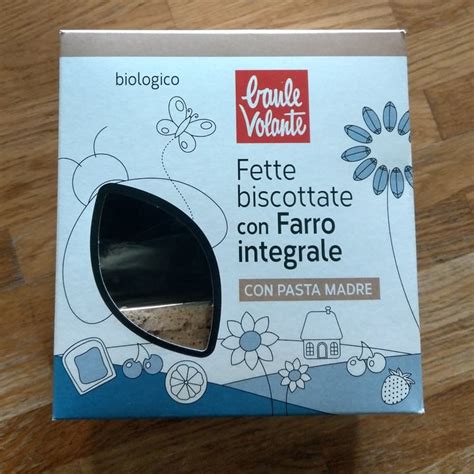 biologico
baule
volante
Fette
biscottate
con Farro
integrale
CON PASTA MADRE